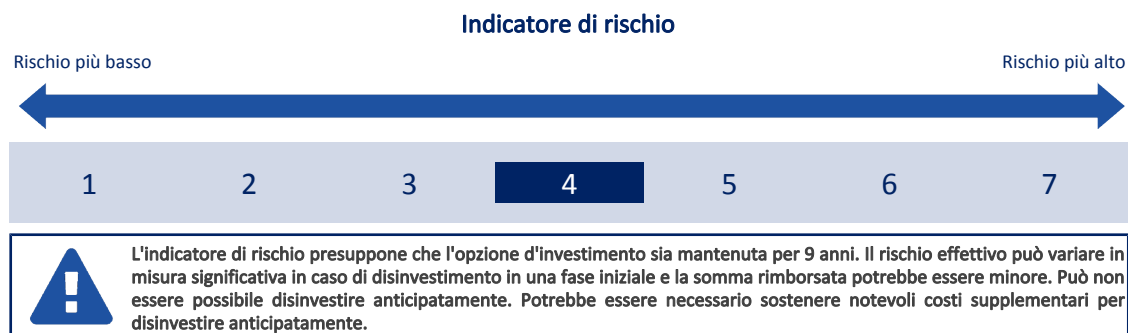 Indicatore di rischio
Rischio più basso
Rischio più alto
1 2 3 4 5 6 7
L'indicatore di rischio presuppone che l'opzione d'investimento sia mantenuta per 9 anni. Il rischio effettivo può variare in
misura significativa in caso di disinvestimento in una fase iniziale e la somma rimborsata potrebbe essere minore. Può non
essere possibile disinvestire anticipatamente. Potrebbe essere necessario sostenere notevoli costi supplementari per
disinvestire anticipatamente.